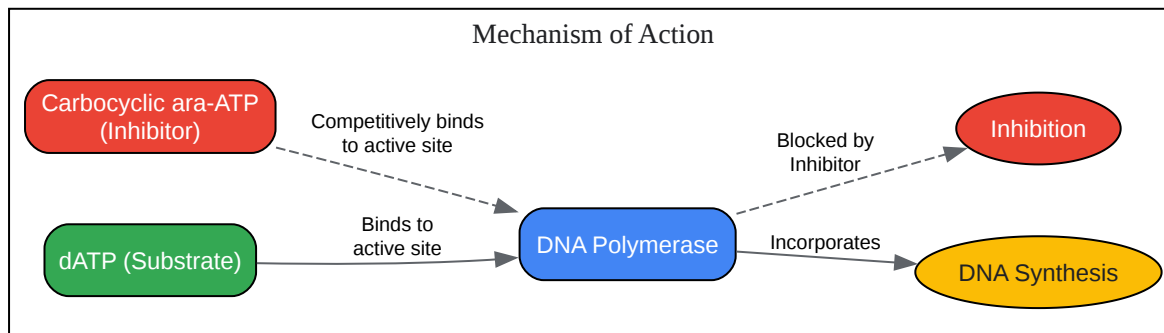 Mechanism of Action
Carbocyclic ara-ATP
(Inhibitor)
Competitively binds
to active site
Blocked by
Inhibitor
Inhibition
dATP (Substrate)
Binds to
active site
DNA Polymerase
Incorporates
DNA Synthesis